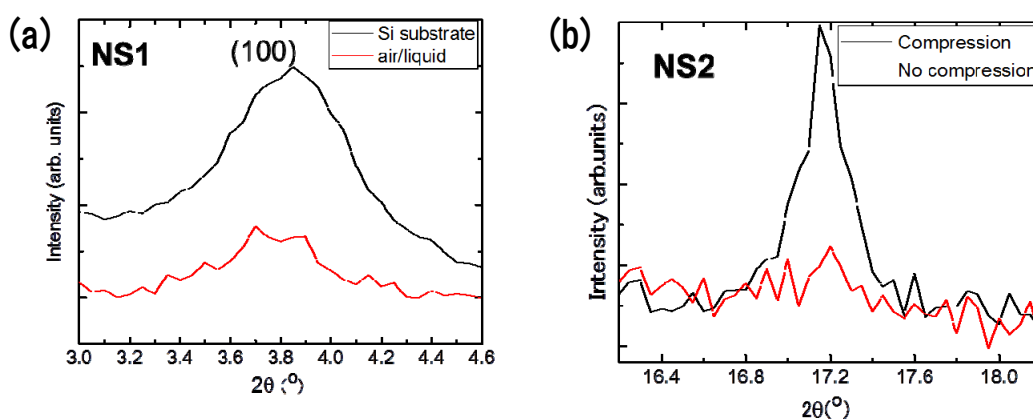 (a)
NS1
(100)
Si substrate
air/liquid
Intensity (arb. units)
3.0 3.2 3.4 3.6 3.8 4.0 4.2 4.4 4.6
2θ (°)
(b)
NS2
Compression
No compression
Intensity (arb.units)
16.4 16.8 17.2 17.6 18.0
2θ(°)